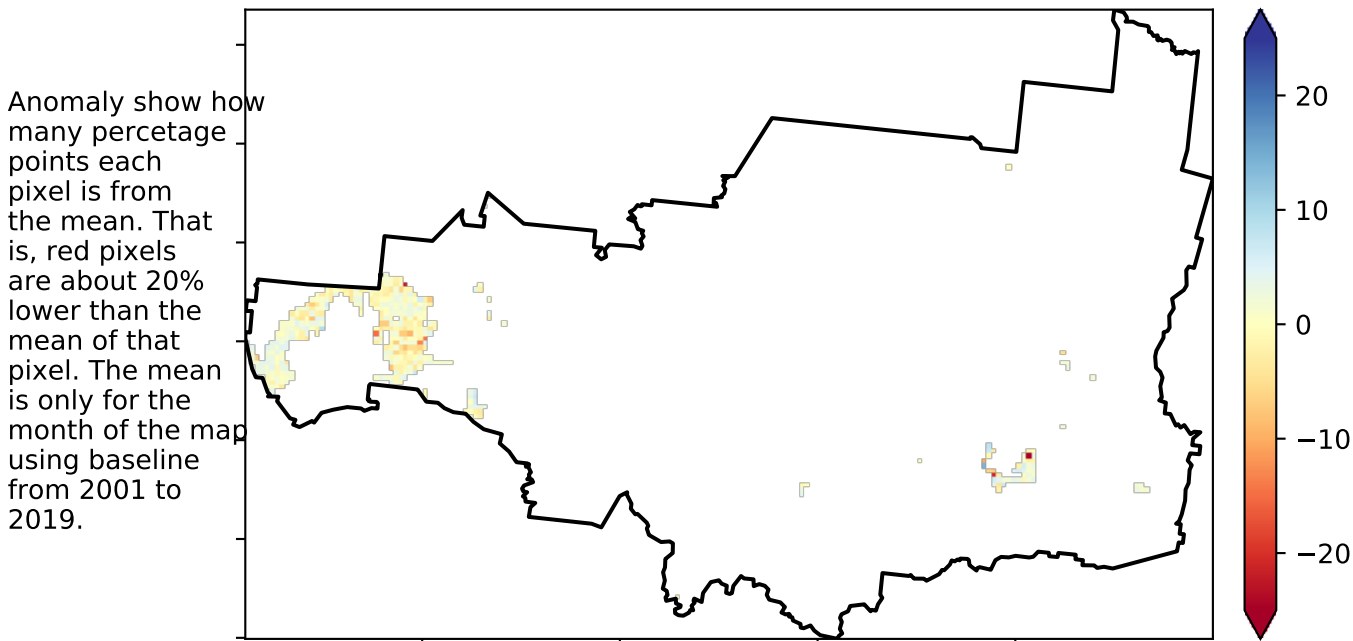 Anomaly show how
many percetage
points each
pixel is from
the mean. That
is, red pixels
are about 20%
lower than the
mean of that
pixel. The mean
is only for the
month of the map
using baseline
from 2001 to
2019.
20
10
0
−10
−20